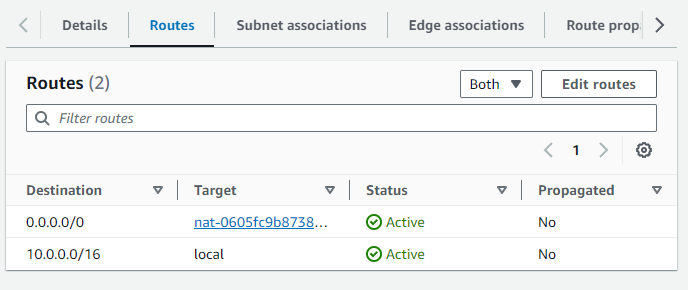 Details Routes Subnet associations Edge associations Route propa
Routes (2) Both Edit routes
Filter routes
1
Destination Target Status Propagated
0.0.0.0/0 nat-0605fc9b8738... Active No
10.0.0.0/16 local Active No